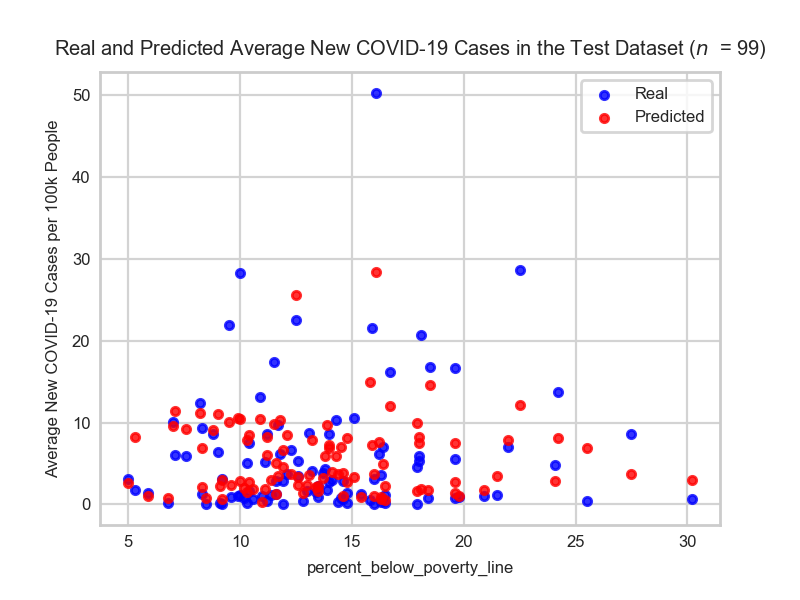 Real and Predicted Average New COVID-19 Cases in the Test Dataset (n = 99)
Real
Predicted
Average New COVID-19 Cases per 100k People
50
40
30
20
10
0
5 10 15 20 25 30
percent_below_poverty_line